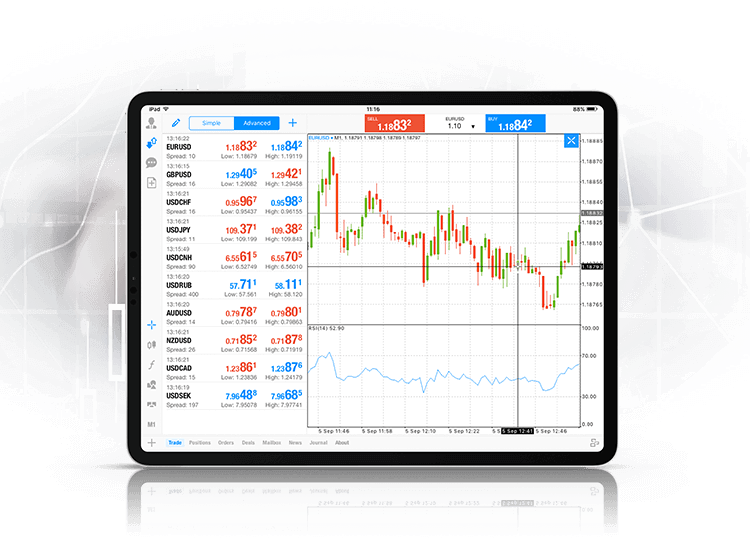 iPad 11:16 88%
Simple Advanced +
SELL 1.18832 EURUSD 1.10 BUY 1.18842
13:16:22
EURUSD 1.18832 1.18842
Spread: 10 Low: 1.18679 High: 1.19119
13:16:15
GBPUSD 1.29405 1.29421
Spread: 16 Low: 1.29082 High: 1.29458
13:16:21
USDCHF 0.95967 0.95983
Spread: 16 Low: 0.95437 High: 0.96155
13:16:21
USDJPY 109.371 109.382
Spread: 11 Low: 109.199 High: 109.843
13:15:49
USDCNH 6.55615 6.55705
Spread: 90 Low: 6.52749 High: 6.56010
13:16:20
USDRUB 57.711 58.111
Spread: 400 Low: 57.561 High: 58.120
13:16:20
AUDUSD 0.79787 0.79801
Spread: 14 Low: 0.79416 High: 0.79863
13:16:21
NZDUSD 0.71852 0.71878
Spread: 26 Low: 0.71568 High: 0.71919
13:16:21
USDCAD 1.23861 1.23876
Spread: 15 Low: 1.23836 High: 1.24179
13:16:19
USDSEK 7.96488 7.96685
Spread: 197 Low: 7.95078 High: 7.97741
EURUSD • M1, 1.18791 1.18798 1.18789 1.18797
1.18885
1.18870
1.18855
1.18840
1.18832
1.18810
1.18793
1.18780
1.18765
RSI(14) 52.90
100.00
70.00
30.00
0.00
5 Sep 11:46 5 Sep 11:58 5 Sep 12:10 5 Sep 12:22 5 S 5 Sep 12:41 5 Sep 12:46
M1
Trade Positions Orders Deals Mailbox News Journal About